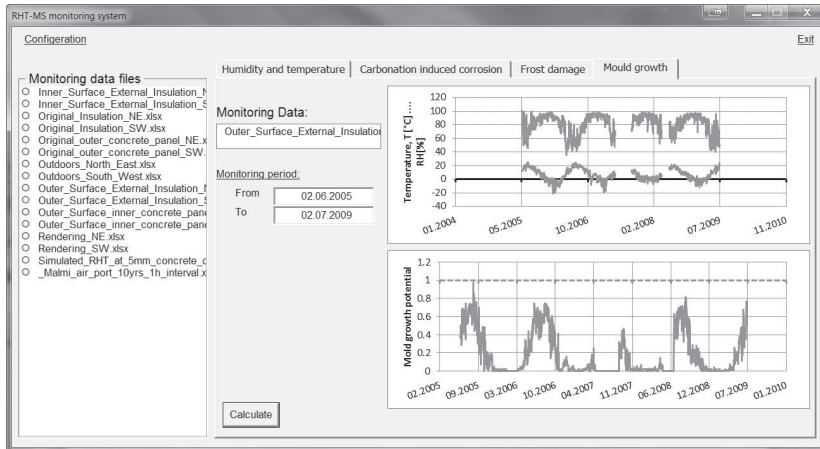 RHT-MS monitoring system
Configeration
Exit
Monitoring data files
Inner_Surface_External_Insulation_N
Inner_Surface_External_Insulation_S
Original_Insulation_NE.xlsx
Original_Insulation_SW.xlsx
Original_outer_concrete_panel_NE.x
Original_outer_concrete_panel_SW.
Outdoors_North_East.xlsx
Outdoors_South_West.xlsx
Outer_Surface_External_Insulation_N
Outer_Surface_External_Insulation_S
Outer_Surface_inner_concrete_pane
Outer_Surface_inner_concrete_pane
Rendering_NE.xlsx
Rendering_SW.xlsx
Simulated_RHT_at_5mm_concrete_c
_Malmi_air_port_10yrs_1h_interval.x
Humidity and temperature
Carbonation induced corrosion
Frost damage
Mould growth
Monitoring Data:
Outer_Surface_External_Insulation
Monitoring period:
From 02.06.2005
To 02.07.2009
Calculate
Temperature, T [°C]....
RH[%]
120
100
80
60
40
20
0
-20
-40
01.2004 05.2005 10.2006 02.2008 07.2009 11.2010
Mold growth potential
1.2
1
0.8
0.6
0.4
0.2
0
02.2005 09.2005 03.2006 10.2006 04.2007 11.2007 06.2008 12.2008 07.2009 01.2010